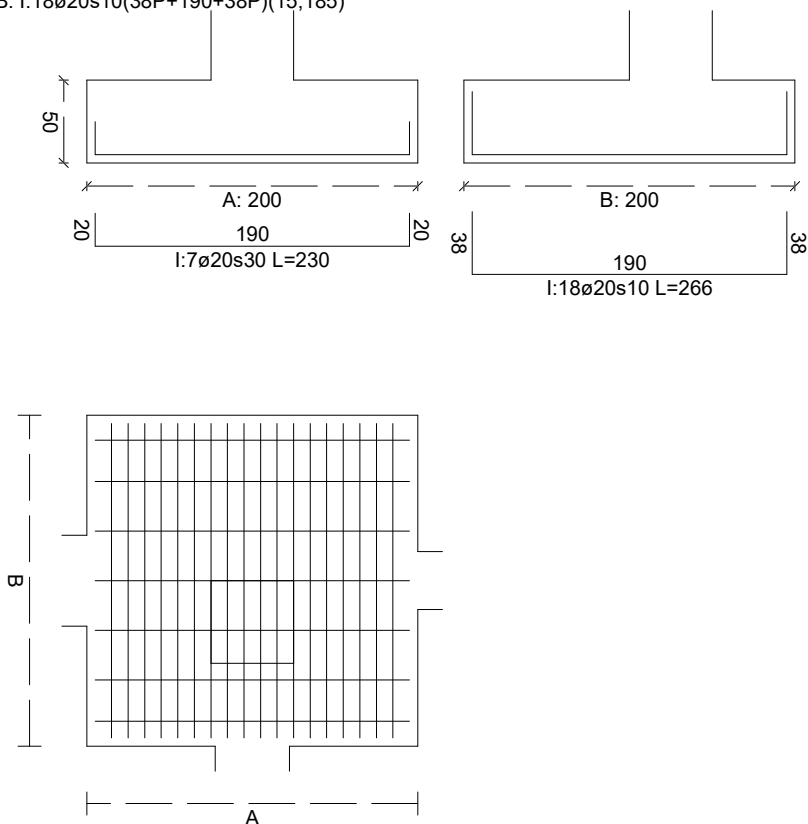 B: I:18ø20s10(38P+190+38P)(15,185)
50
A: 200
B: 200
20
190
20
I:7ø20s30 L=230
38
190
38
I:18ø20s10 L=266
B
A